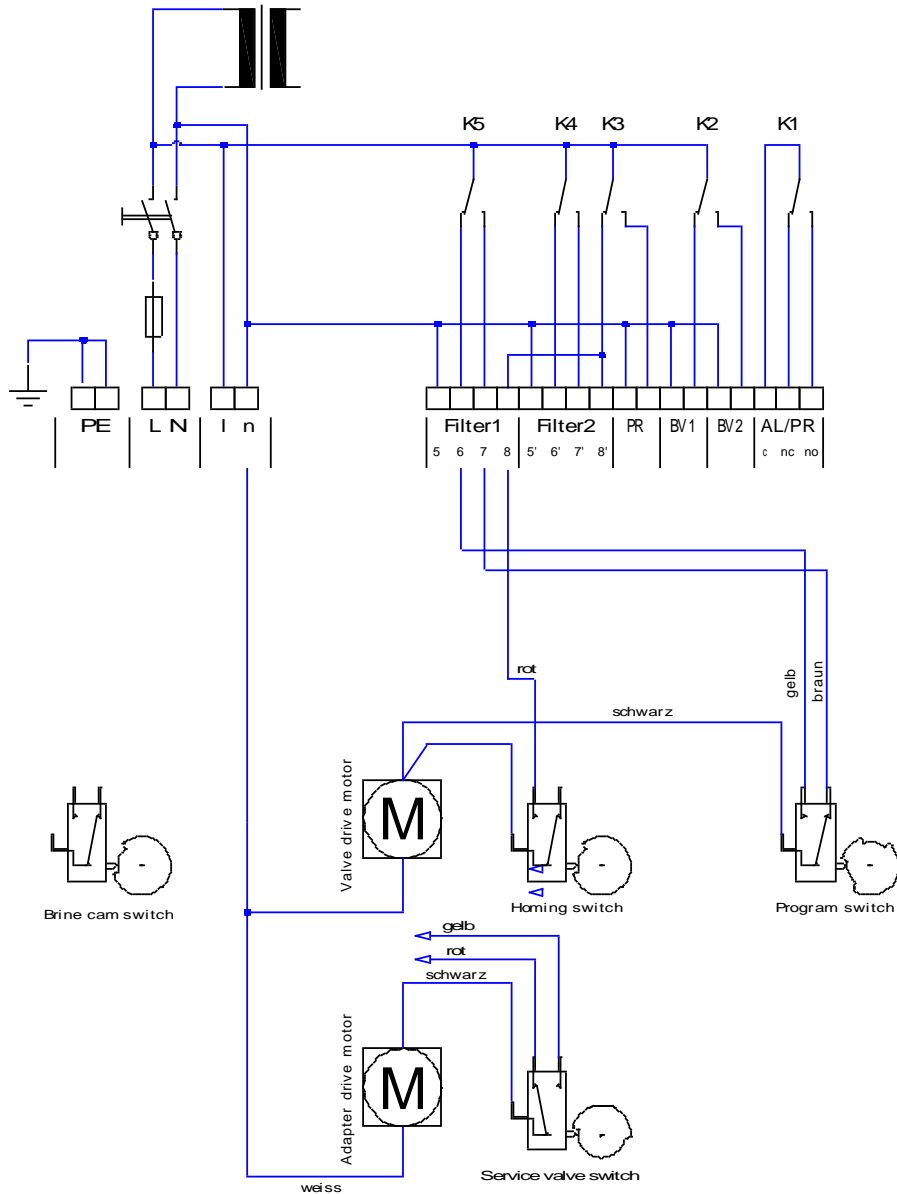 K5 K4 K3 K2 K1
PE L N l n Filter1 Filter2 PR BV1 BV2 AL/PR
5 6 7 8 5' 6' 7' 8' c nc no
rot
gelb
braun
schwarz
Valve drive motor
M
Brine cam switch
Homing switch
Program switch
gelb
rot
schwarz
Adapter drive motor
M
Service valve switch
weiss